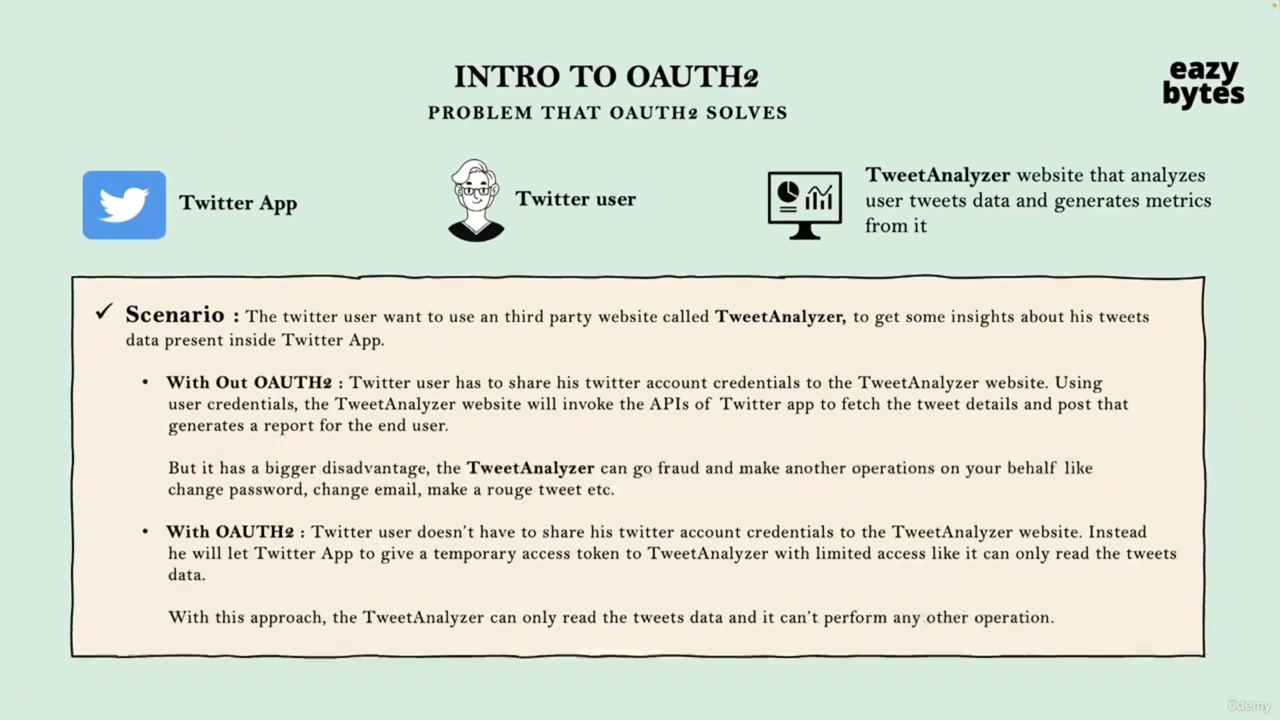 INTRO TO OAUTH2
PROBLEM THAT OAUTH2 SOLVES
eazy
bytes
Twitter App
Twitter user
TweetAnalyzer website that analyzes
user tweets data and generates metrics
from it
✓ Scenario : The twitter user want to use an third party website called TweetAnalyzer, to get some insights about his tweets
data present inside Twitter App.
• With Out OAUTH2 : Twitter user has to share his twitter account credentials to the TweetAnalyzer website. Using
user credentials, the TweetAnalyzer website will invoke the APIs of Twitter app to fetch the tweet details and post that
generates a report for the end user.
But it has a bigger disadvantage, the TweetAnalyzer can go fraud and make another operations on your behalf like
change password, change email, make a rouge tweet etc.
• With OAUTH2 : Twitter user doesn't have to share his twitter account credentials to the TweetAnalyzer website. Instead
he will let Twitter App to give a temporary access token to TweetAnalyzer with limited access like it can only read the tweets
data.
With this approach, the TweetAnalyzer can only read the tweets data and it can't perform any other operation.
ûdemy